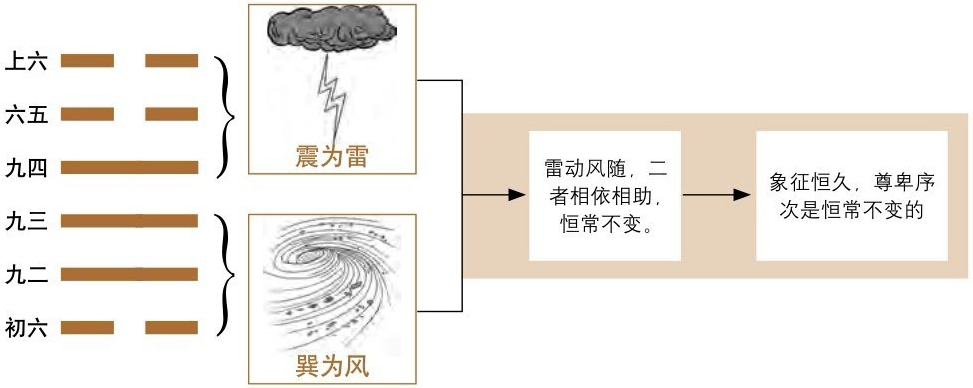 上六
六五
九四
九三
九二
初六
震为雷
巽为风
雷动风随，二
者相依相助，
恒常不变。
象征恒久，尊卑序
次是恒常不变的